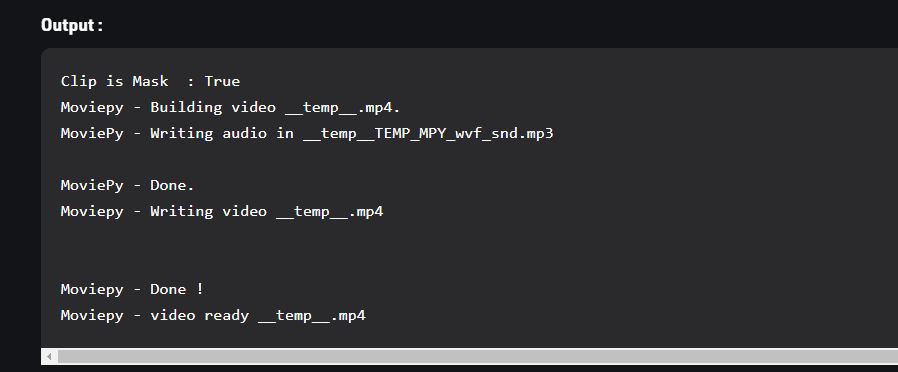 Output :
Clip is Mask  : True
Moviepy - Building video __temp__.mp4.
MoviePy - Writing audio in __temp__TEMP_MPY_wvf_snd.mp3
MoviePy - Done.
Moviepy - Writing video __temp__.mp4
Moviepy - Done !
Moviepy - video ready __temp__.mp4